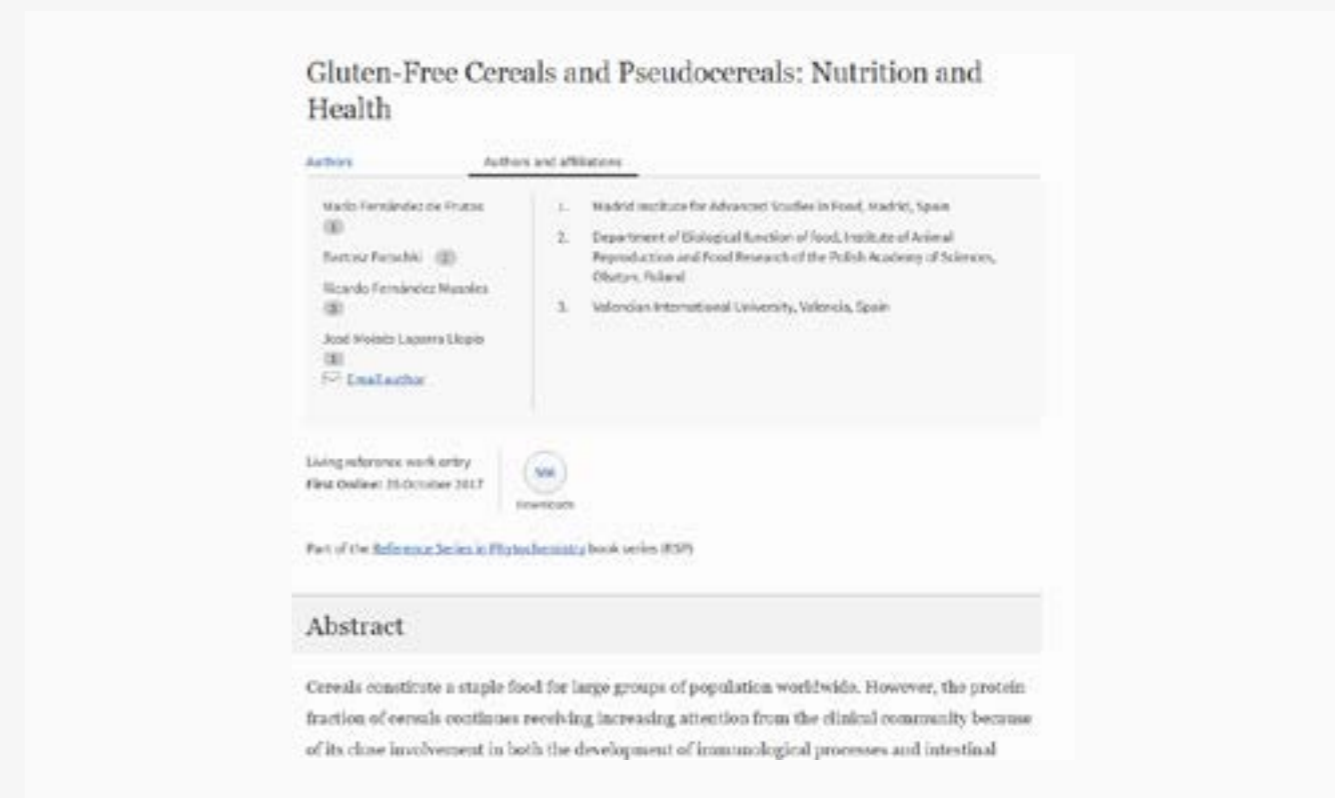 Gluten-Free Cereals and Pseudocereals: Nutrition and
Health
Authors
Authors and affiliations
Mario Fernández de Frutos
Ricardo Fernández Musoles
José Moisés Laparra Llopis
Email author
1. Madrid Institute for Advanced Studies in Food, Madrid, Spain
2. Department of Biological function of food, Institute of Animal
Reproduction and Food Research of the Polish Academy of Sciences,
Olsztyn, Poland
3. Valencian International University, Valencia, Spain
Living reference work entry
First Online: October 2017
Downloads
Part of the Reference Series in Phytochemistry book series (RSP)
Abstract
Cereals constitute a staple food for large groups of population worldwide. However, the protein
fraction of cereals continues receiving increasing attention from the clinical community because
of its close involvement in both the development of immunological processes and intestinal